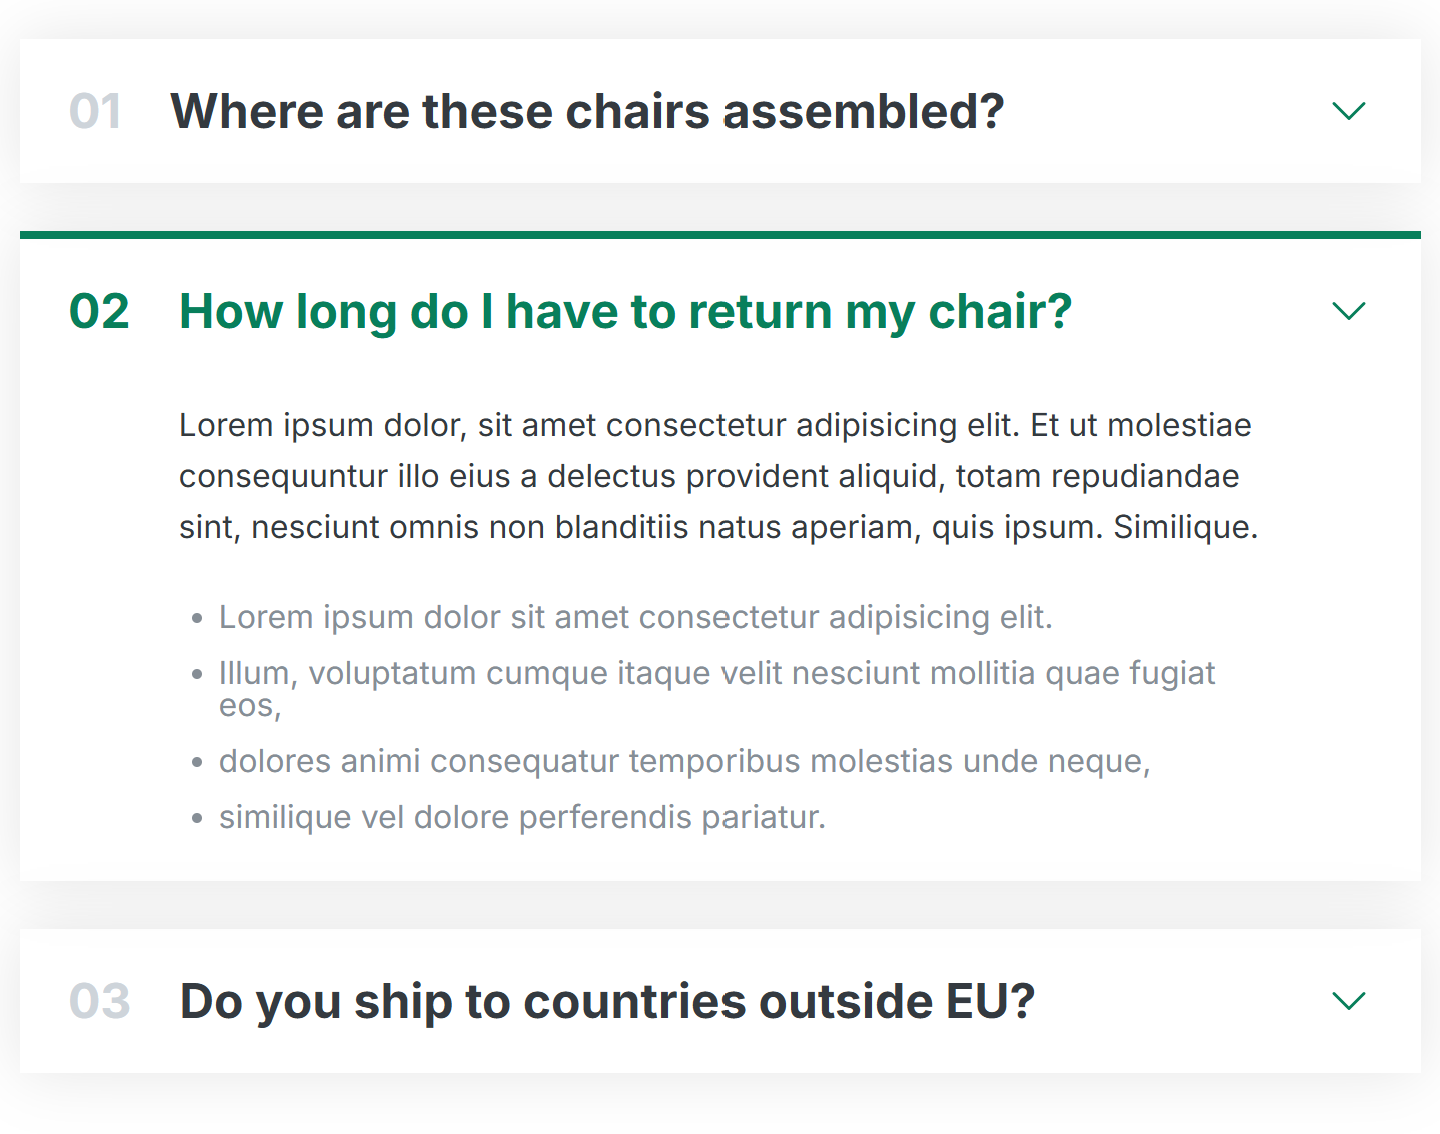 01 Where are these chairs assembled?
02 How long do I have to return my chair?
Lorem ipsum dolor, sit amet consectetur adipisicing elit. Et ut molestiae
consequuntur illo eius a delectus provident aliquid, totam repudiandae
sint, nesciunt omnis non blanditiis natus aperiam, quis ipsum. Similique.
• Lorem ipsum dolor sit amet consectetur adipisicing elit.
• Illum, voluptatum cumque itaque velit nesciunt mollitia quae fugiat
eos,
• dolores animi consequatur temporibus molestias unde neque,
• similique vel dolore perferendis pariatur.
03 Do you ship to countries outside EU?